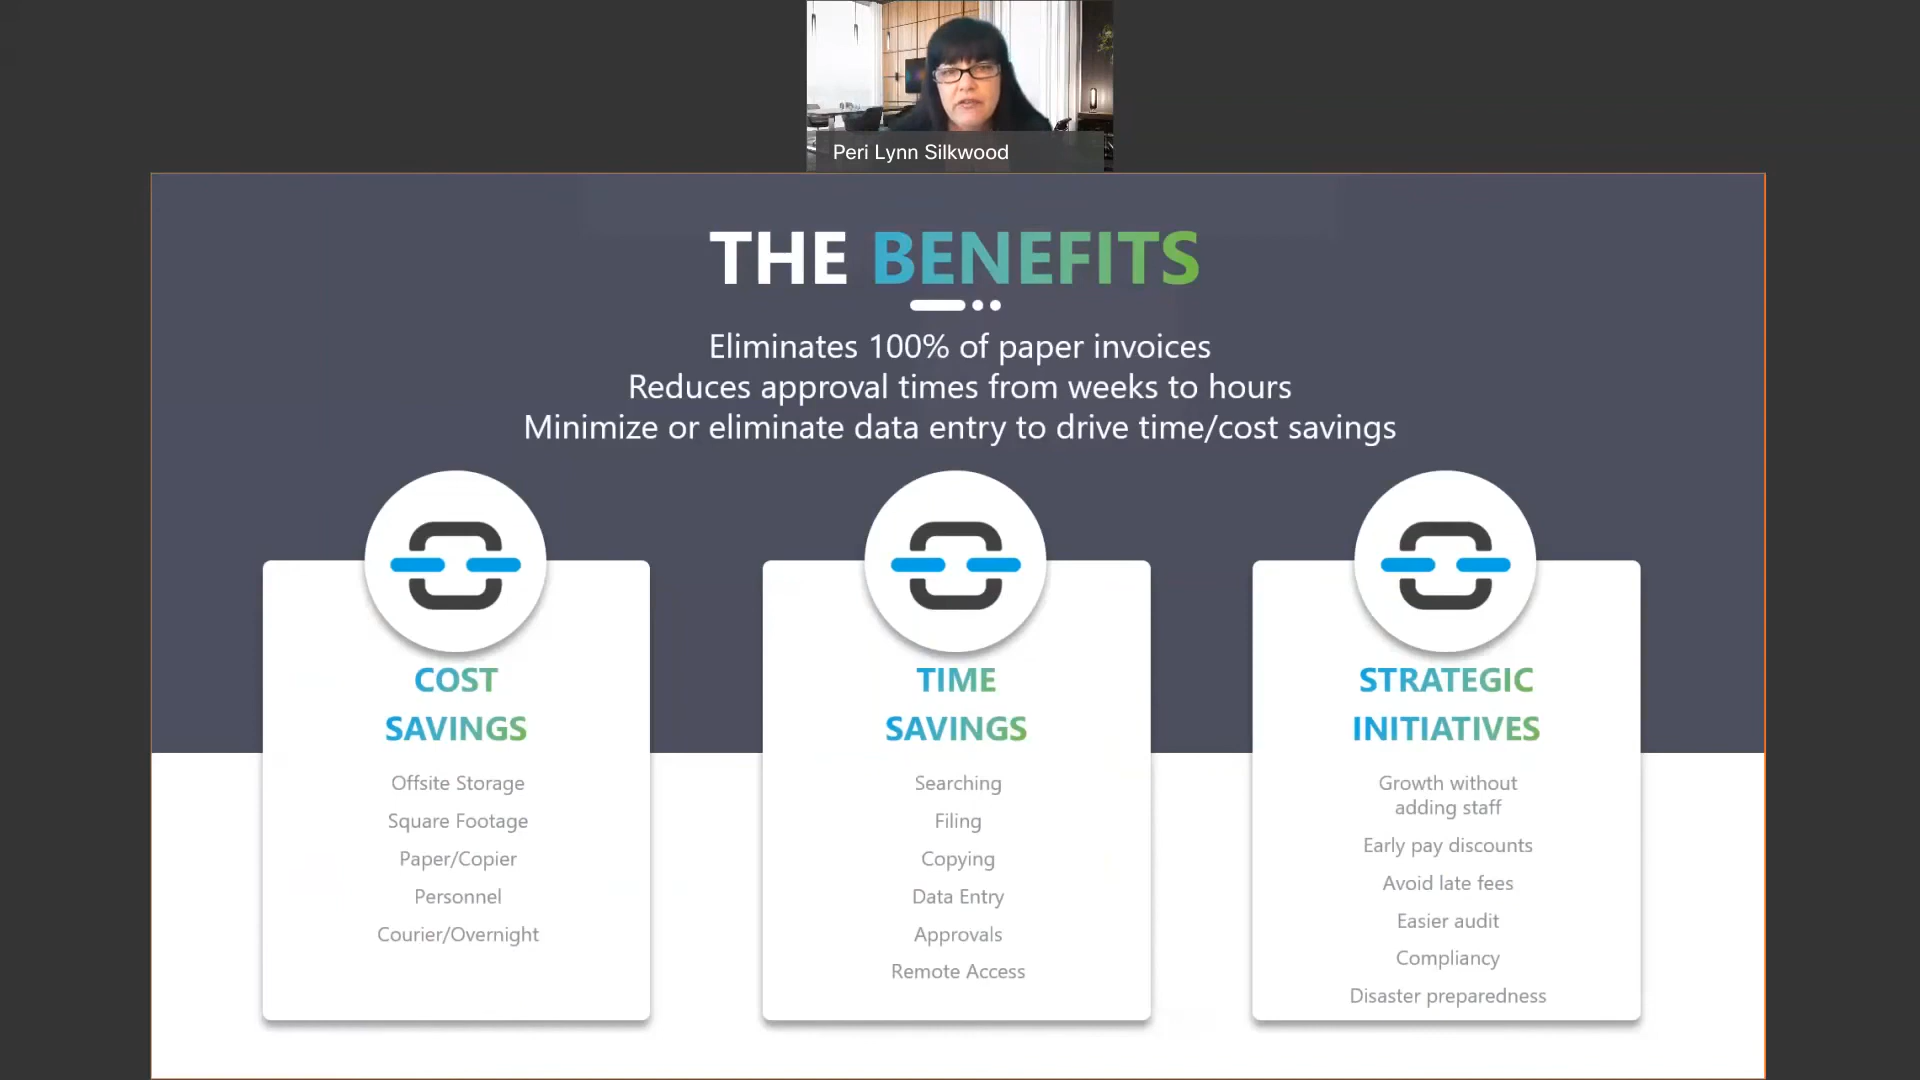 Peri Lynn Silkwood
THE BENEFITS
Eliminates 100% of paper invoices
Reduces approval times from weeks to hours
Minimize or eliminate data entry to drive time/cost savings
COST
SAVINGS
Offsite Storage
Square Footage
Paper/Copier
Personnel
Courier/Overnight
TIME
SAVINGS
Searching
Filing
Copying
Data Entry
Approvals
Remote Access
STRATEGIC
INITIATIVES
Growth without
adding staff
Early pay discounts
Avoid late fees
Easier audit
Compliancy
Disaster preparedness